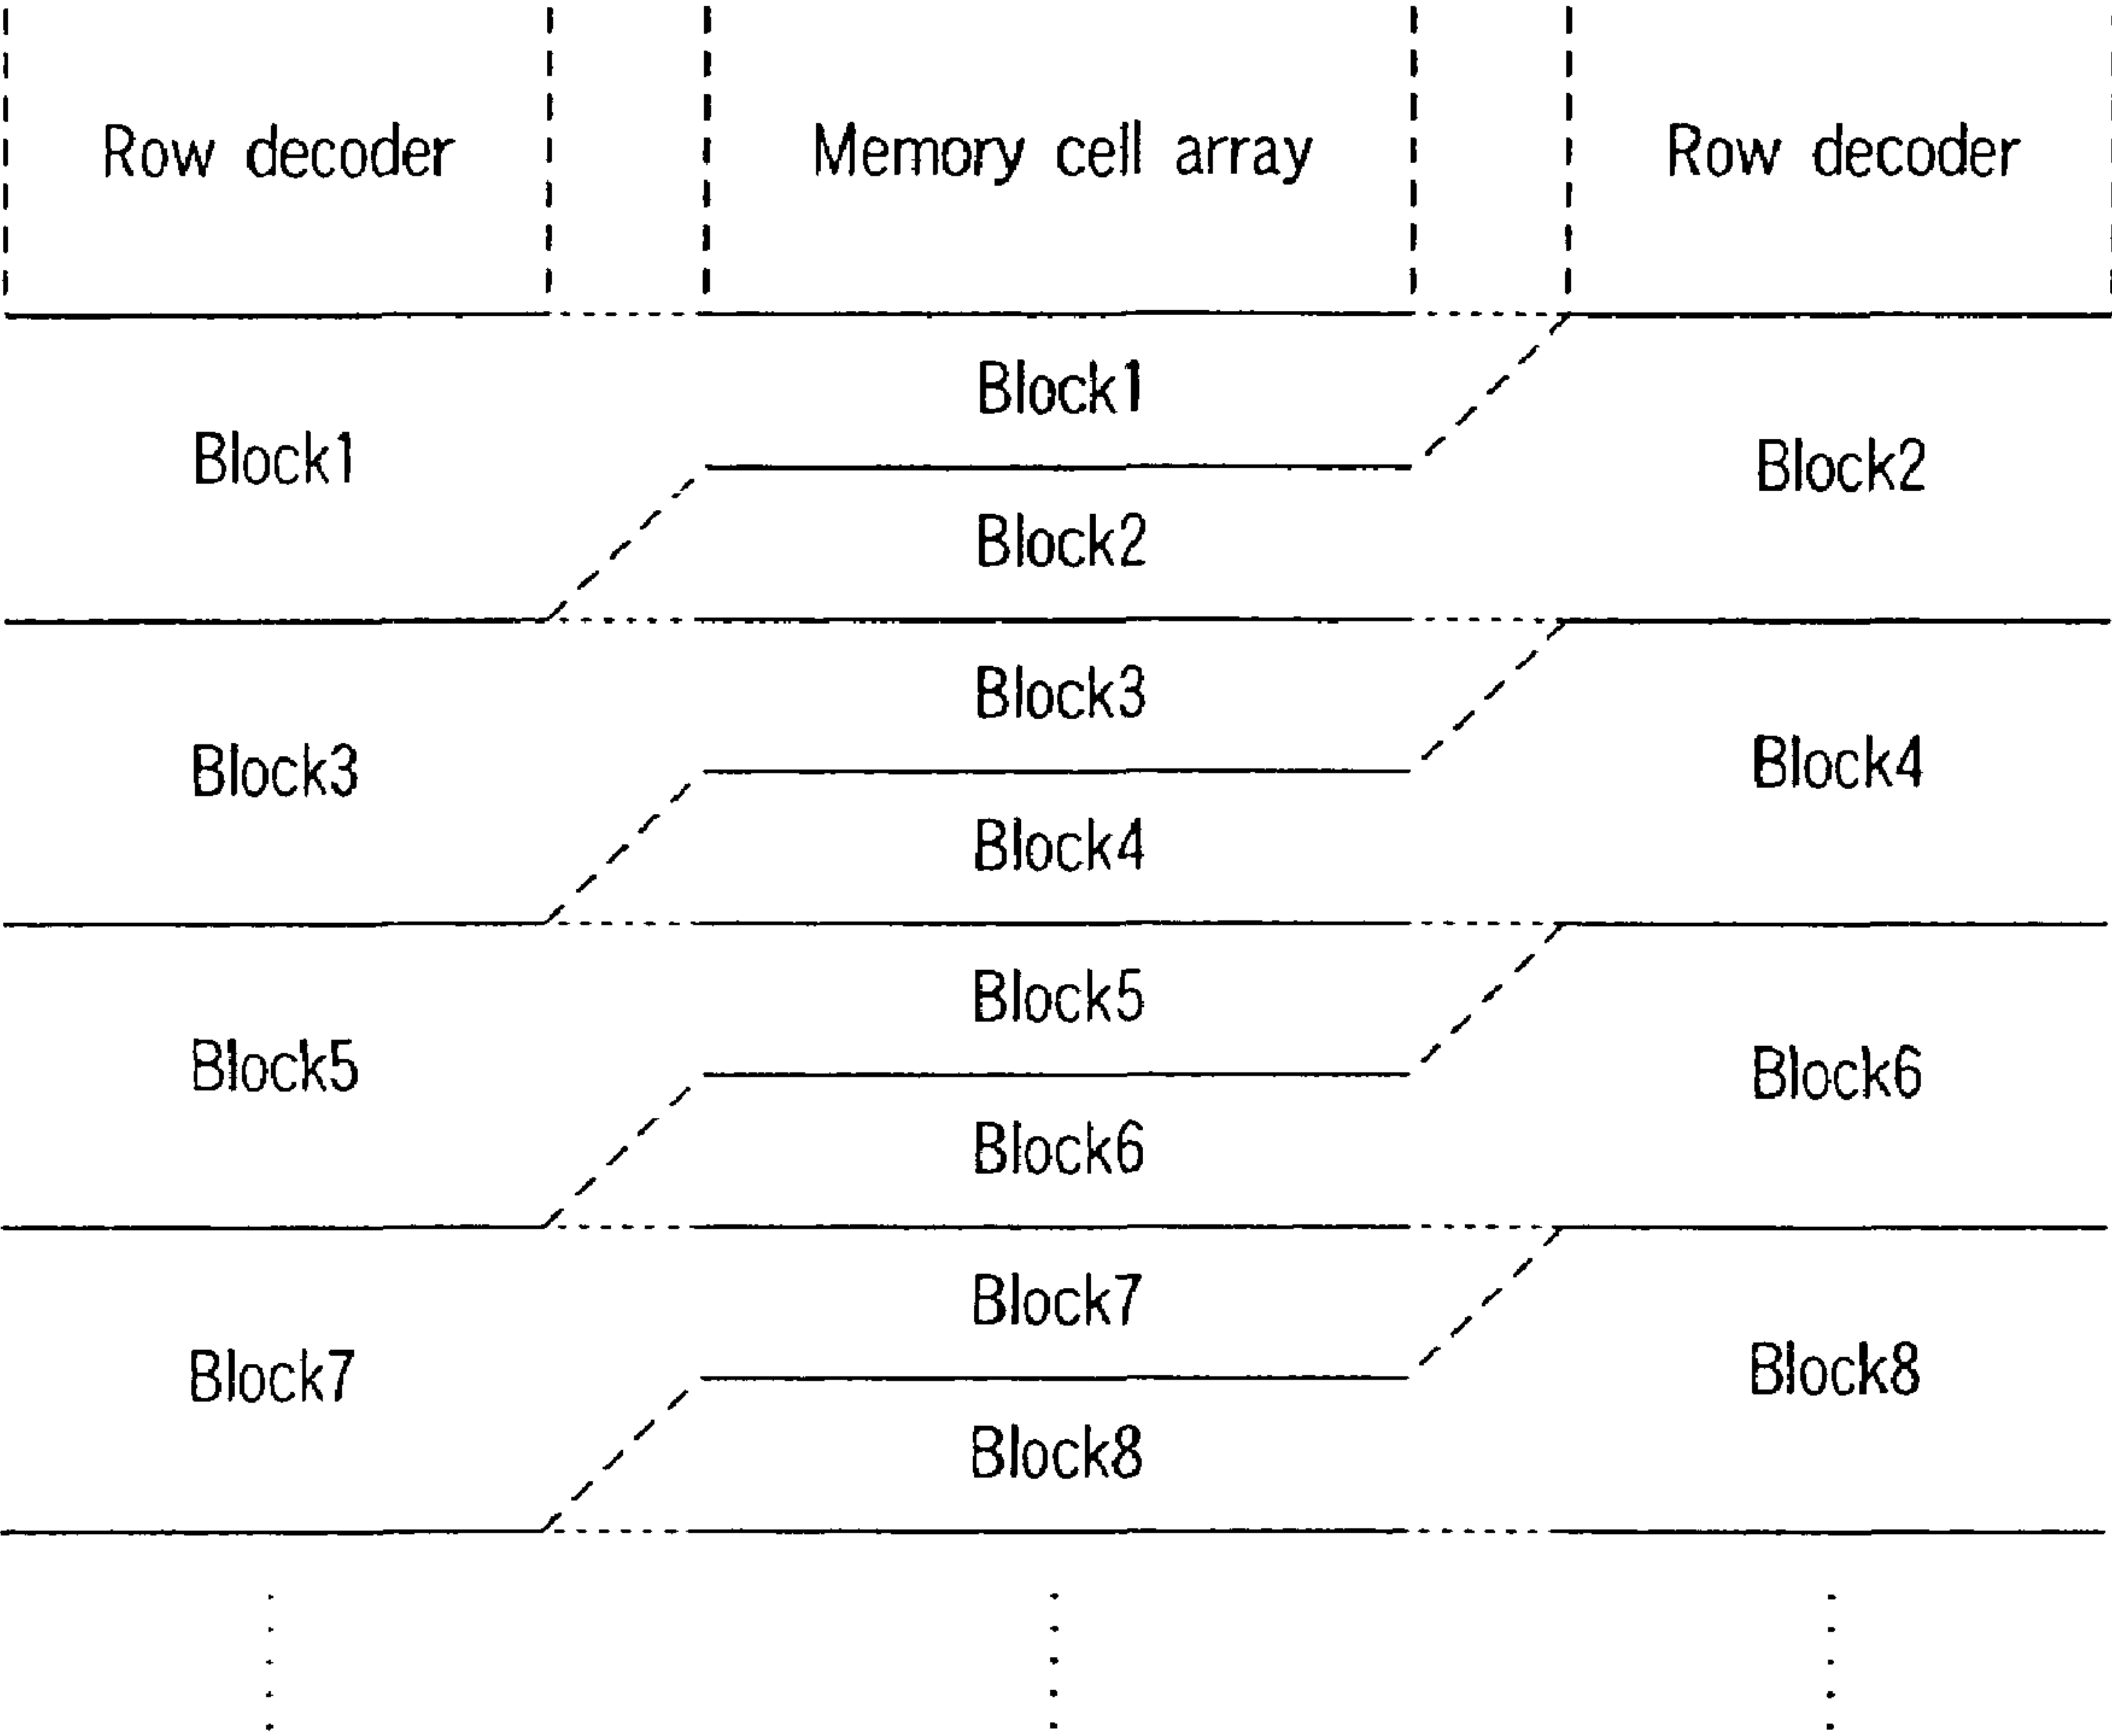 Row decoder Memory cell array Row decoder
Block1
Block1 Block2
Block2
Block3
Block3 Block4
Block4
Block5
Block5 Block6
Block6
Block7
Block7 Block8
Block8